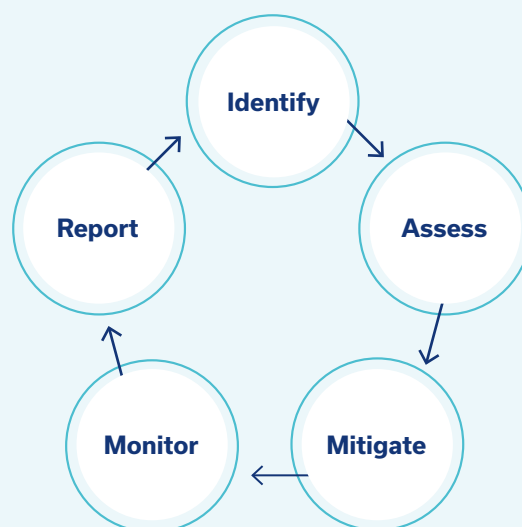 Identify
Assess
Mitigate
Monitor
Report